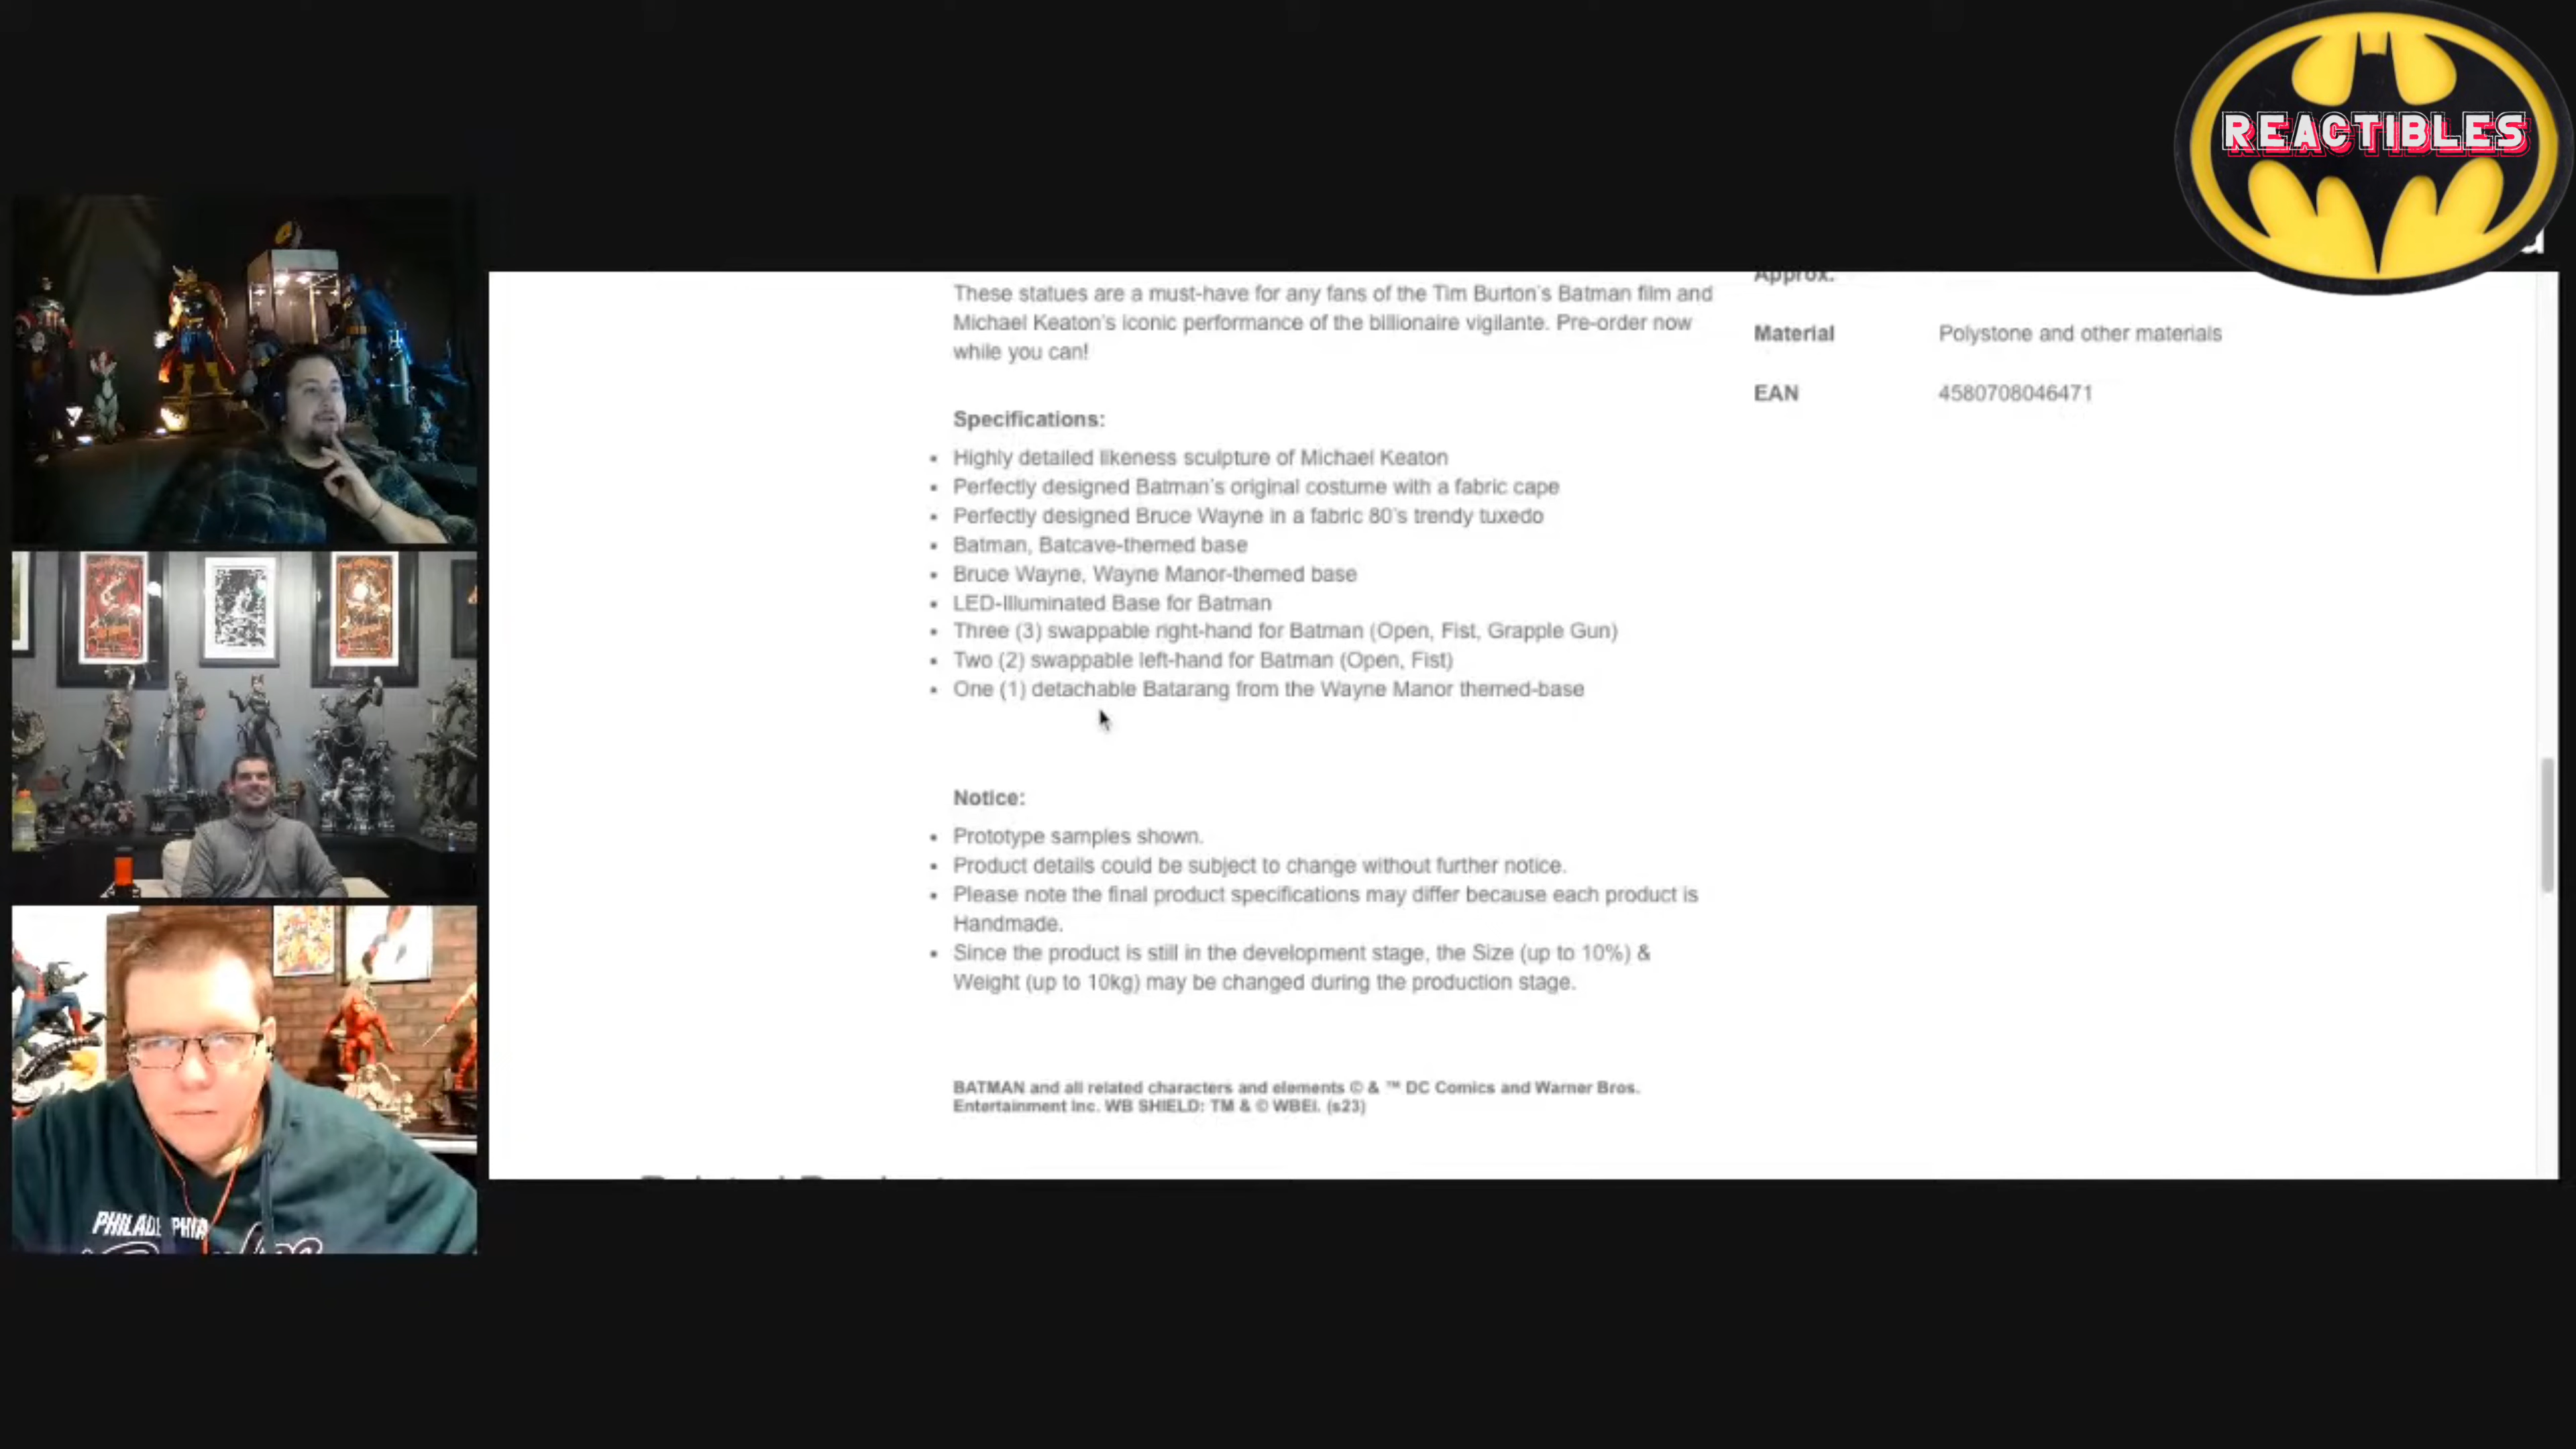 REACTIBLES
These statues are a must-have for any fans of the Tim Burton's Batman film and
Michael Keaton's iconic performance of the billionaire vigilante. Pre-order now
while you can!
Specifications:
• Highly detailed likeness sculpture of Michael Keaton
• Perfectly designed Batman's original costume with a fabric cape
• Perfectly designed Bruce Wayne in a fabric 80's trendy tuxedo
• Batman, Batcave-themed base
• Bruce Wayne, Wayne Manor-themed base
• LED-Illuminated Base for Batman
• Three (3) swappable right-hand for Batman (Open, Fist, Grapple Gun)
• Two (2) swappable left-hand for Batman (Open, Fist)
• One (1) detachable Batarang from the Wayne Manor themed-base
Notice:
• Prototype samples shown.
• Product details could be subject to change without further notice.
• Please note the final product specifications may differ because each product is
Handmade.
• Since the product is still in the development stage, the Size (up to 10%) &
Weight (up to 10kg) may be changed during the production stage.
BATMAN and all related characters and elements © & ™ DC Comics and Warner Bros.
Entertainment Inc. WB SHIELD: TM & © WBEI. (s23)
Approx.
Material Polystone and other materials
EAN 4580708046471
PHILADELPHIA